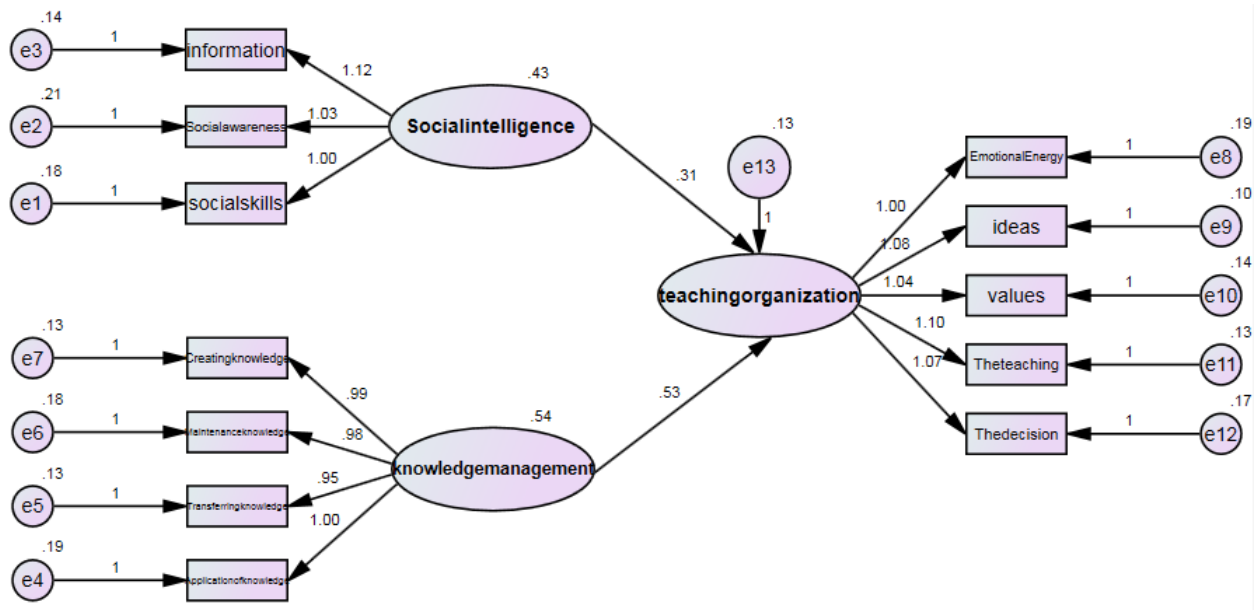 .14
e3
1
information
1.12
.21
e2
1
Socialawareness
1.03
.18
e1
1
socialskills
1.00
.43
Socialintelligence
.31
.13
e13
1
teachingorganization
.13
e7
1
Creatingknowledge
.99
.18
e6
1
Maintenanceknowledge
.98
.13
e5
1
Transferringknowledge
.95
.19
e4
1
Applicationofknowledge
1.00
.54
knowledgemanagement
.53
1.00
EmotionalEnergy
1
.19
e8
1.08
ideas
1
.10
e9
1.04
values
1
.14
e10
1.10
Theteaching
1
.13
e11
1.07
Thedecision
1
.17
e12